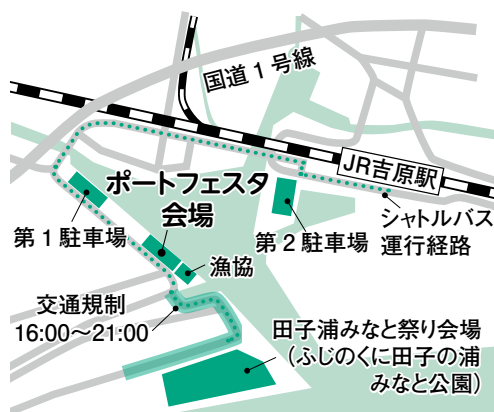 国道1号線
JR吉原駅
ポートフェスタ
会場
第1駐車場
第2駐車場
シャトルバス
運行経路
漁協
交通規制
16:00〜21:00
田子浦みなと祭り会場
（ふじのくに田子の浦
みなと公園）